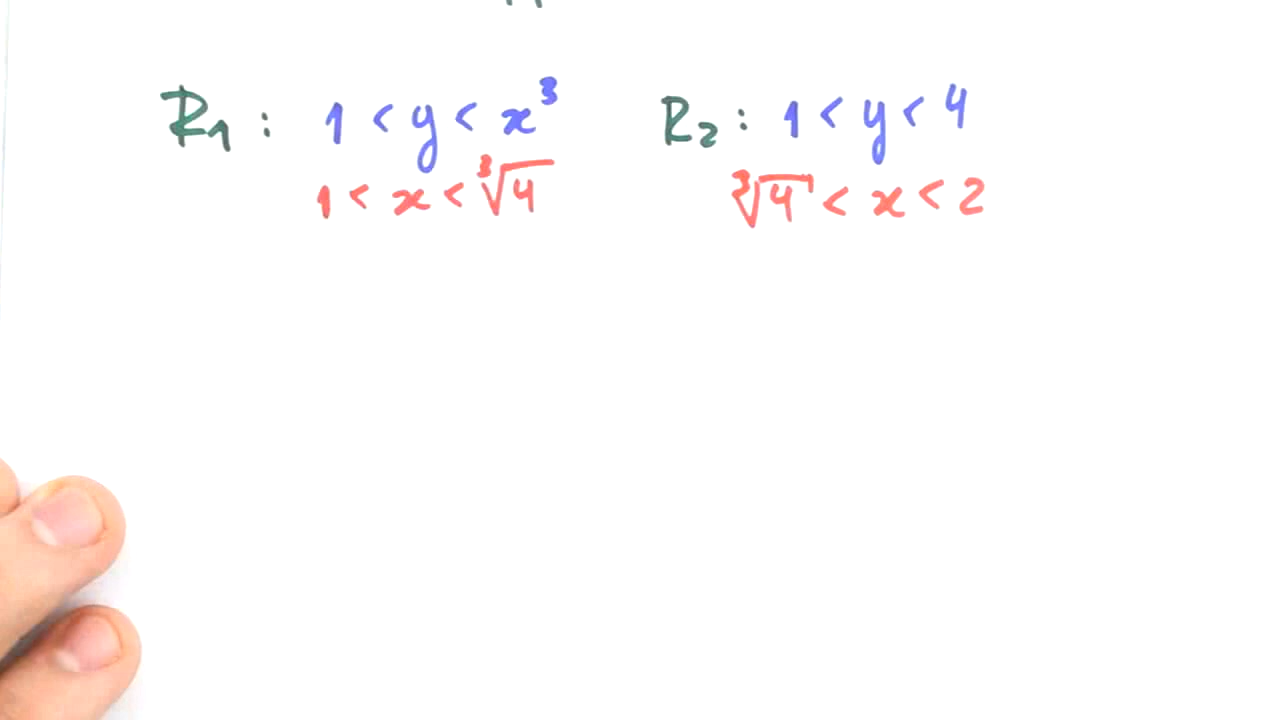 R₁ : 1 < y < x³ R₂ : 1 < y < 4
1 < x < ∛4 ∛4 < x < 2